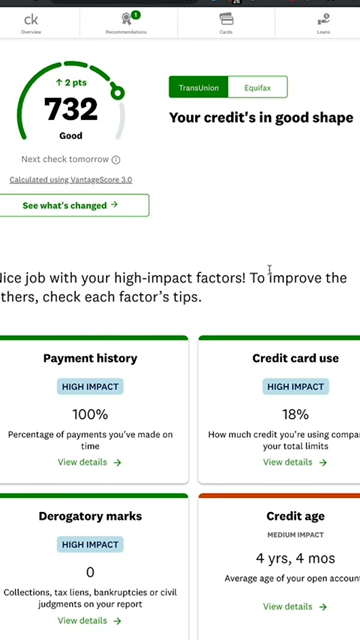 26
ck
1
Overview
Recommendations
Cards
Loans
↑ 2 pts
732
Good
TransUnion
Equifax
Your credit's in good shape
Next check tomorrow
Calculated using VantageScore 3.0
See what's changed →
Nice job with your high-impact factors! To improve the
others, check each factor's tips.
Payment history
HIGH IMPACT
100%
Percentage of payments you've made on
time
View details →
Credit card use
HIGH IMPACT
18%
How much credit you're using compa
your total limits
View details →
Derogatory marks
HIGH IMPACT
0
Collections, tax liens, bankruptcies or civil
judgments on your report
View details →
Credit age
MEDIUM IMPACT
4 yrs, 4 mos
Average age of your open account
View details →